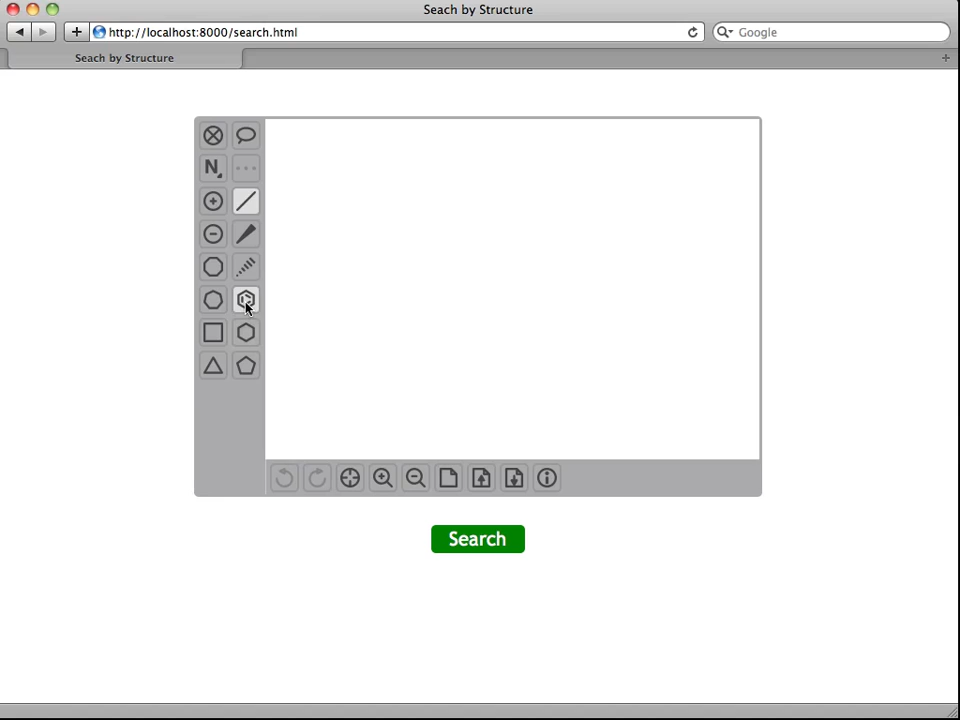 Seach by Structure
http://localhost:8000/search.html
Google
Seach by Structure
N
Search